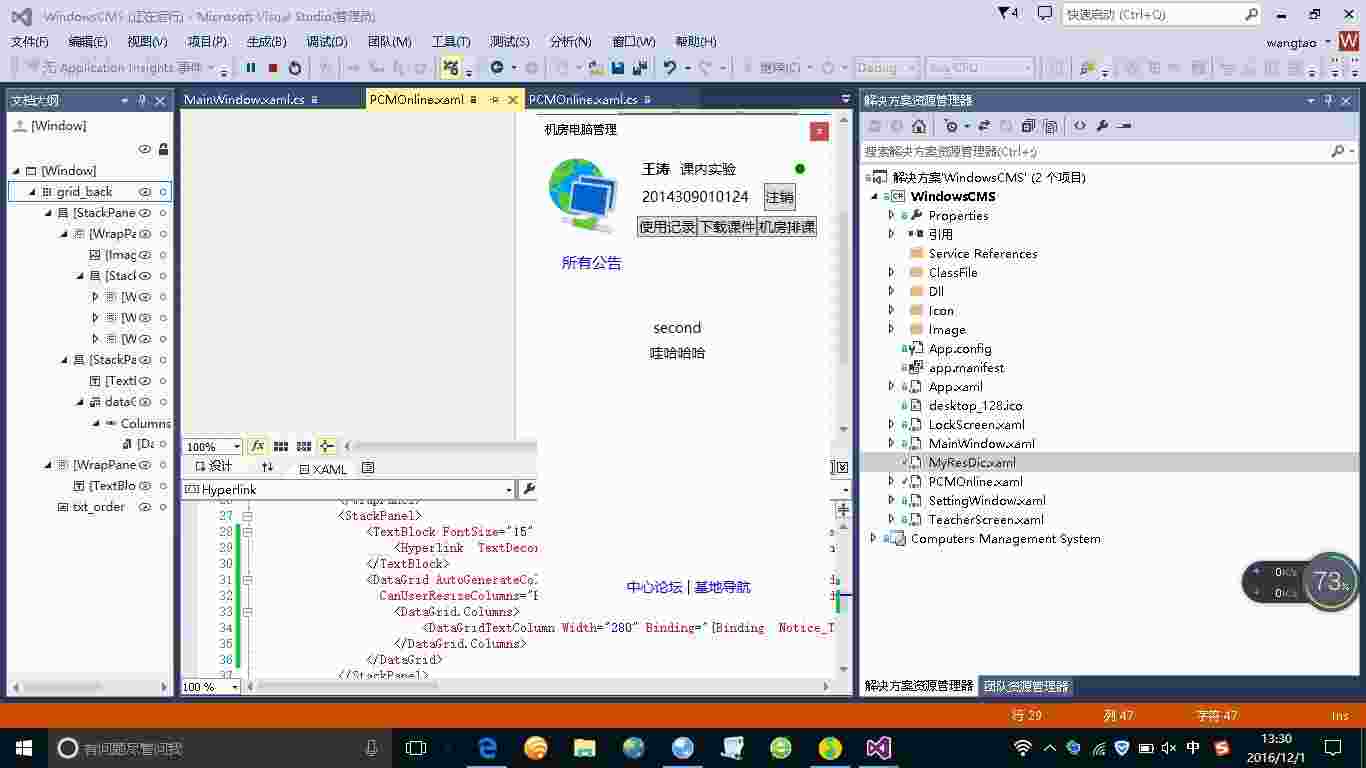 WindowsCMS (正在运行) - Microsoft Visual Studio(管理员)
4
快速启动 (Ctrl+Q)
文件(F) 编辑(E) 视图(V) 项目(P) 生成(B) 调试(D) 团队(M) 工具(T) 测试(S) 分析(N) 窗口(W) 帮助(H)
wangtao
W
无 Application Insights 事件
继续(C)
Debug
Any CPU
文档大纲
[Window]
[Window]
grid_back
[StackPane
[WrapPa
[Imag
[Stack
[W
[W
[W
[StackPa
[Textl
dataG
Columns
[Da
[WrapPane
[TextBlo
txt_order
MainWindow.xaml.cs
PCMOnline.xaml
PCMOnline.xaml.cs
机房电脑管理
x
王涛 课内实验
2014309010124
注销
使用记录
下载课件
机房排课
所有公告
second
哇哈哈哈
中心论坛 | 基地导航
100%
fx
设计
XAML
Hyperlink
27 <StackPanel>
28 <TextBlock FontSize="15"
29 <Hyperlink TextDecor
30 </TextBlock>
31 <DataGrid AutoGenerateCol
32 CanUserResizeColumns="F
33 <DataGrid.Columns>
34 <DataGridTextColumn Width="280" Binding="{Binding Notice_T
35 </DataGrid.Columns>
36 </DataGrid>
37 </StackPanel>
100 %
解决方案资源管理器
搜索解决方案资源管理器(Ctrl+;)
解决方案'WindowsCMS' (2 个项目)
WindowsCMS
Properties
引用
Service References
ClassFile
Dll
Icon
Image
App.config
app.manifest
App.xaml
desktop_128.ico
LockScreen.xaml
MainWindow.xaml
MyResDic.xaml
PCMOnline.xaml
SettingWindow.xaml
TeacherScreen.xaml
Computers Management System
0K/s
0K/s
73%
解决方案资源管理器
团队资源管理器
行 29
列 47
字符 47
Ins
有问题尽管问我
中
13:30
2016/12/1